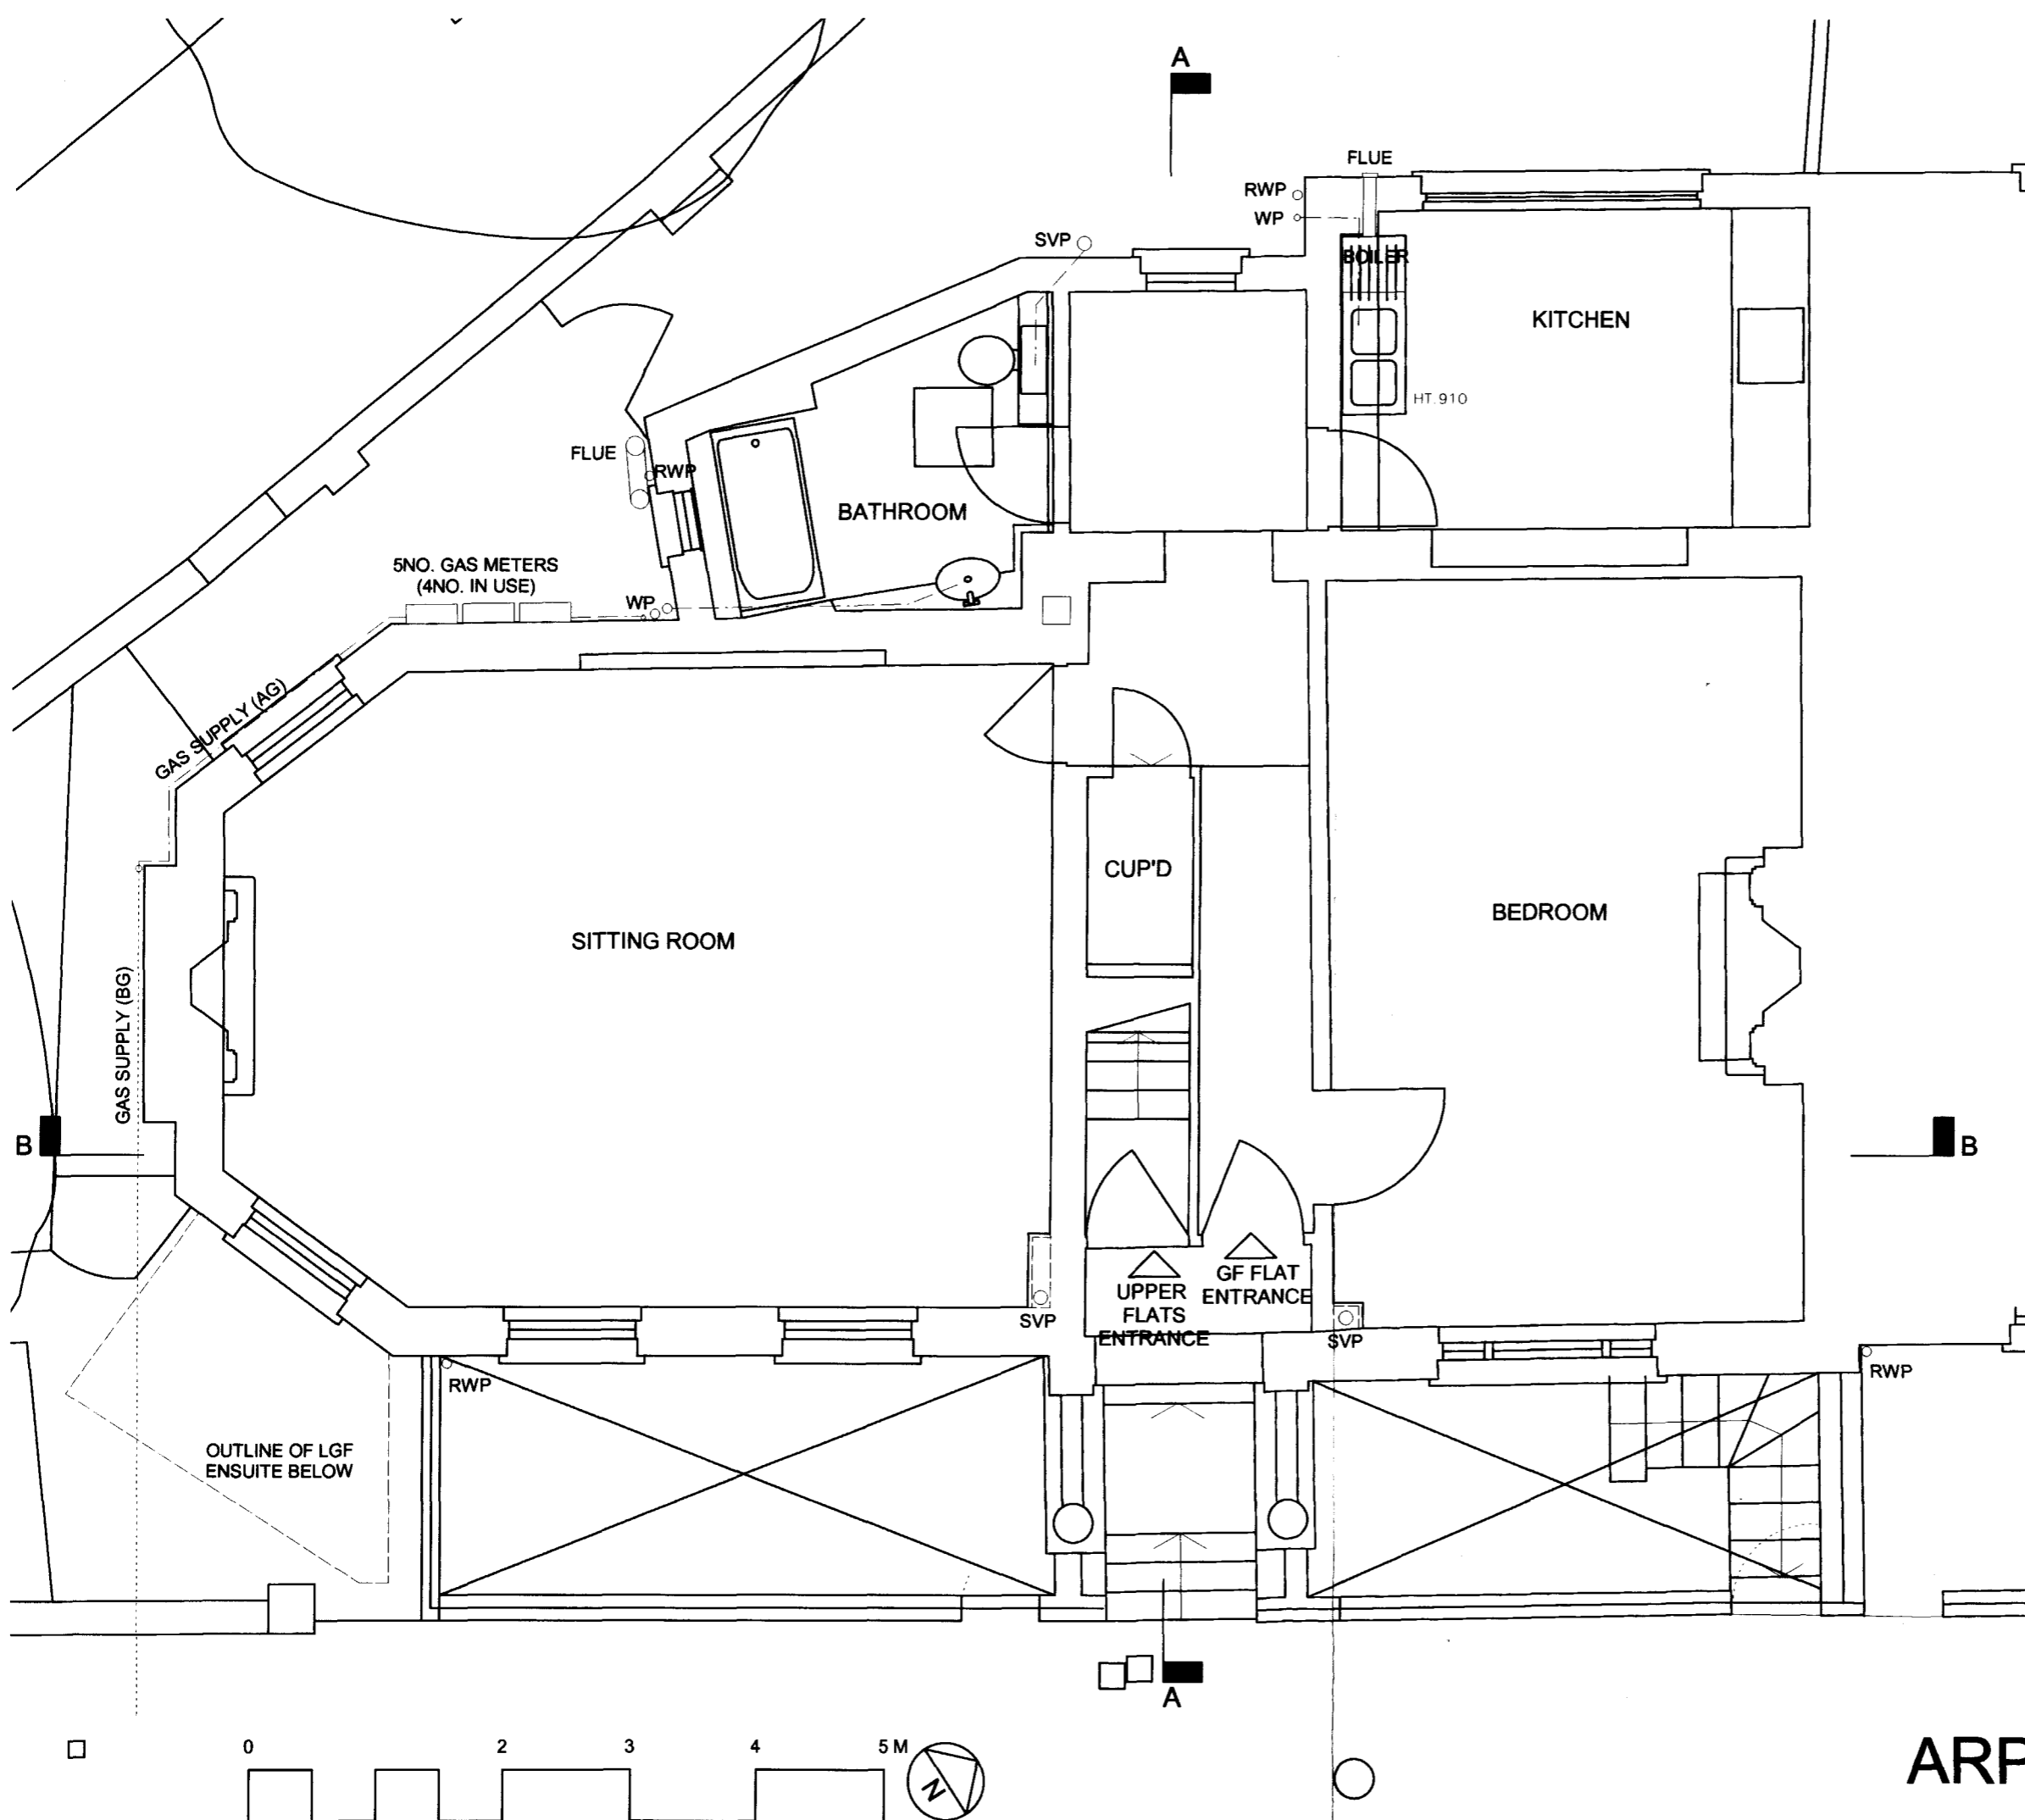 A
FLUE
RWP
WP
SVP
BOILER
KITCHEN
HT.910
FLUE
RWP
BATHROOM
5NO. GAS METERS
(4NO. IN USE)
WP
GAS SUPPLY (AG)
CUP'D
BEDROOM
SITTING ROOM
GAS SUPPLY (BG)
B
B
GF FLAT
ENTRANCE
UPPER
FLATS
ENTRANCE
SVP
SVP
RWP
RWP
OUTLINE OF LGF
ENSUITE BELOW
A
0 2 3 4 5 M
N
ARP